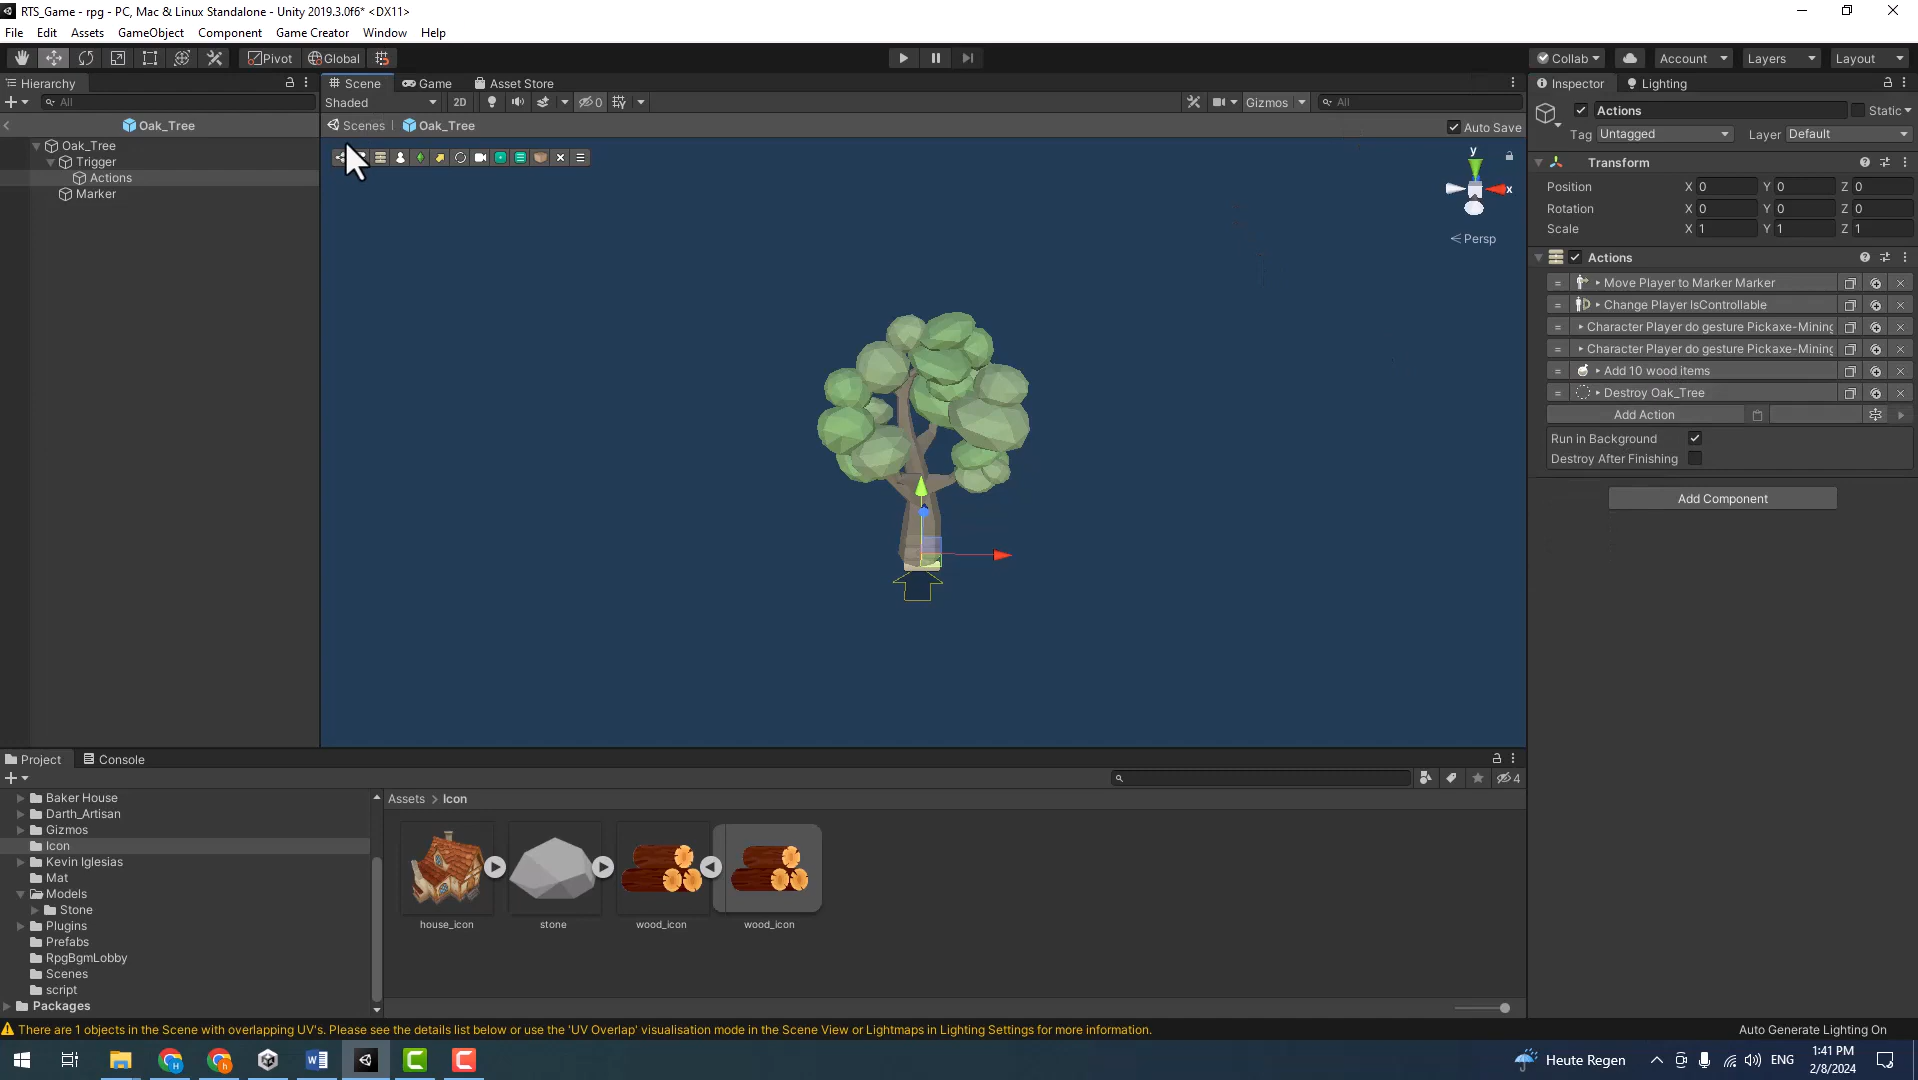 RTS_Game - rpg - PC, Mac & Linux Standalone - Unity 2019.3.0f6* <DX11>
File Edit Assets GameObject Component Game Creator Window Help
Pivot Global Collab Account Layers Layout
Hierarchy
All
Oak_Tree
Oak_Tree
Trigger
Actions
Marker
Scene Game Asset Store
Shaded 2D 0 Gizmos All
Scenes Oak_Tree Auto Save
y
x
Persp
Inspector Lighting
Actions Static
Tag Untagged Layer Default
Transform
Position X 0 Y 0 Z 0
Rotation X 0 Y 0 Z 0
Scale X 1 Y 1 Z 1
Actions
Move Player to Marker Marker
Change Player IsControllable
Character Player do gesture Pickaxe-Mining
Character Player do gesture Pickaxe-Mining
Add 10 wood items
Destroy Oak_Tree
Add Action
Run in Background
Destroy After Finishing
Add Component
Project Console
4
Baker House
Darth_Artisan
Gizmos
Icon
Kevin Iglesias
Mat
Models
Stone
Plugins
Prefabs
RpgBgmLobby
Scenes
script
Packages
Assets > Icon
house_icon stone wood_icon wood_icon
There are 1 objects in the Scene with overlapping UV's. Please see the details list below or use the 'UV Overlap' visualisation mode in the Scene View or Lightmaps in Lighting Settings for more information.
Auto Generate Lighting On
Heute Regen ENG
1:41 PM
2/8/2024